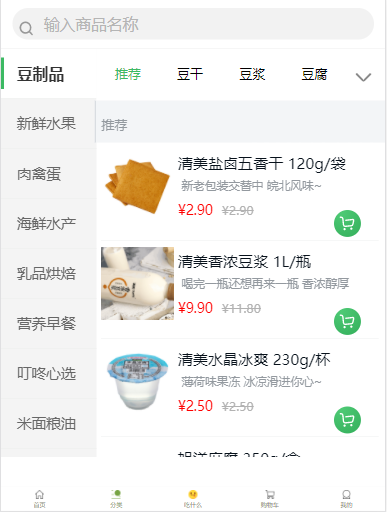 输入商品名称
豆制品
推荐 豆干 豆浆 豆腐
新鲜水果
肉禽蛋
海鲜水产
乳品烘焙
营养早餐
叮咚心选
米面粮油
推荐
清美盐卤五香干 120g/袋
新老包装交替中 皖北风味~
¥2.90 ¥2.90
清美香浓豆浆 1L/瓶
喝完一瓶还想再来一瓶 香浓醇厚
¥9.90 ¥11.80
清美水晶冰爽 230g/杯
薄荷味果冻 冰凉滑进你心~
¥2.50 ¥2.50
首页 分类 吃什么 购物车 我的